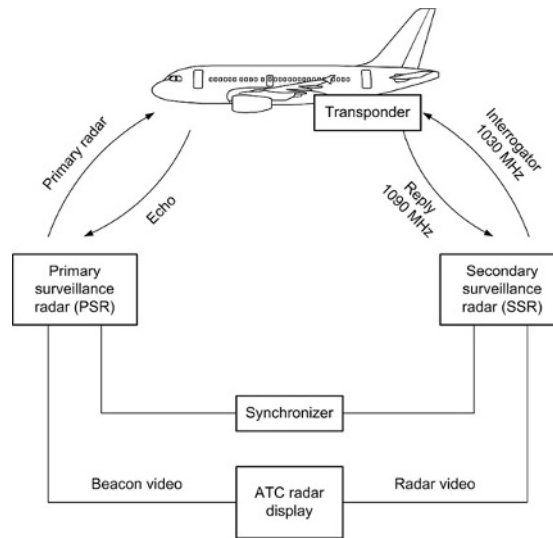 Transponder
Primary radar
Echo
Interrogator
1030 MHz
Reply
1090 MHz
Primary
surveillance
radar (PSR)
Secondary
surveillance
radar (SSR)
Synchronizer
Beacon video
ATC radar
display
Radar video